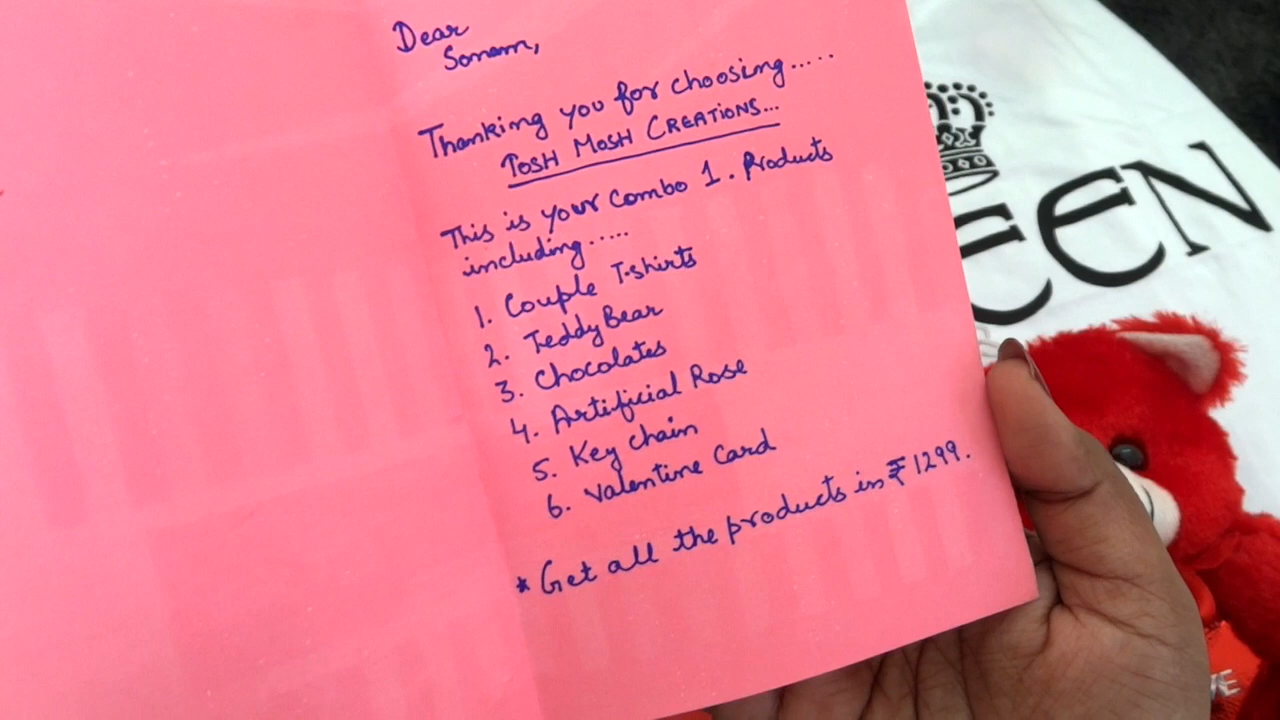 Dear
Sonam,
Thanking you for choosing.....
TOSH MOSH CREATIONS...
This is your Combo 1. Products
including.....
1. Couple T-shirts
2. Teddy Bear
3. Chocolates
4. Artificial Rose
5. Key chain
6. Valentine Card
* Get all the products in ₹ 1299.
EEN